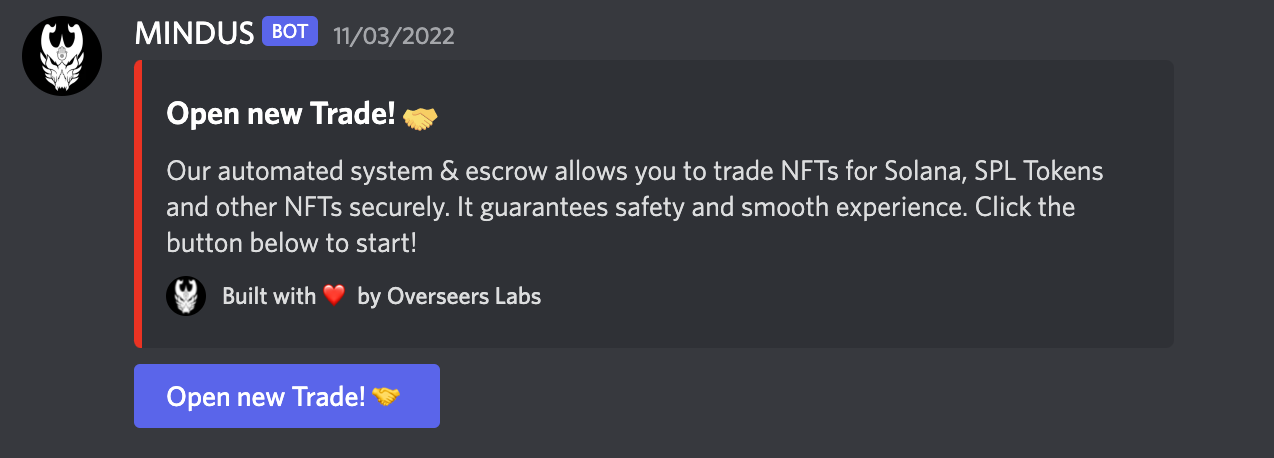 MINDUS BOT 11/03/2022
Open new Trade! 🤝
Our automated system & escrow allows you to trade NFTs for Solana, SPL Tokens
and other NFTs securely. It guarantees safety and smooth experience. Click the
button below to start!
Built with ❤️ by Overseers Labs
Open new Trade! 🤝